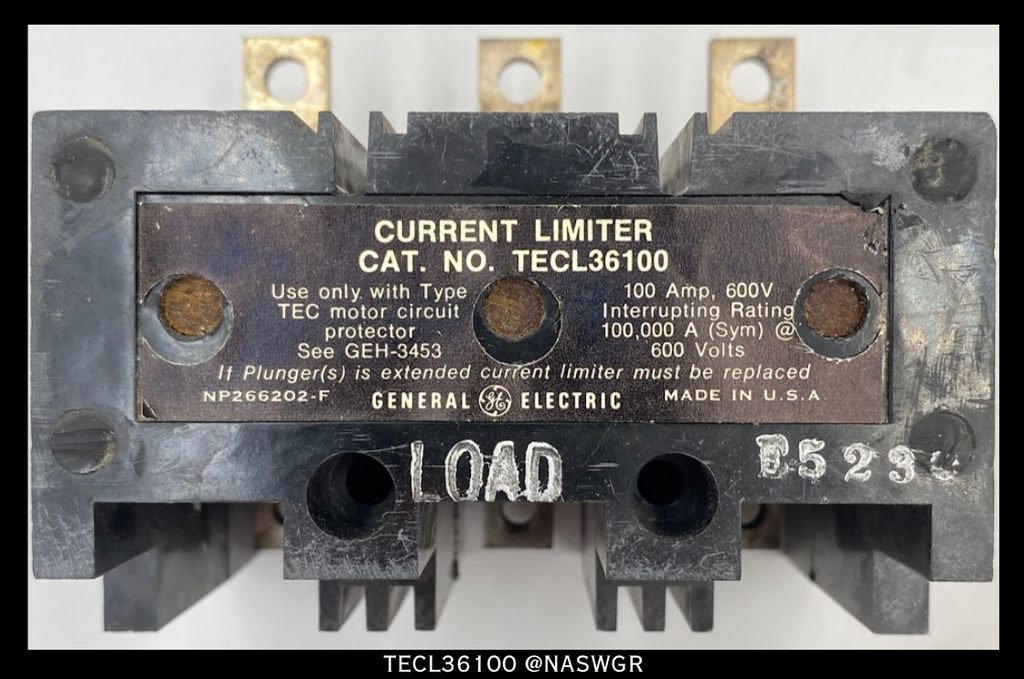 CURRENT LIMITER
CAT. NO. TECL36100
Use only with Type
TEC motor circuit
protector
See GEH-3453
100 Amp, 600V
Interrupting Rating
100,000 A (Sym) @
600 Volts
If Plunger(s) is extended current limiter must be replaced
NP266202-F
GENERAL GE ELECTRIC
MADE IN U.S.A.
LOAD
TECL36100 @NASWGR